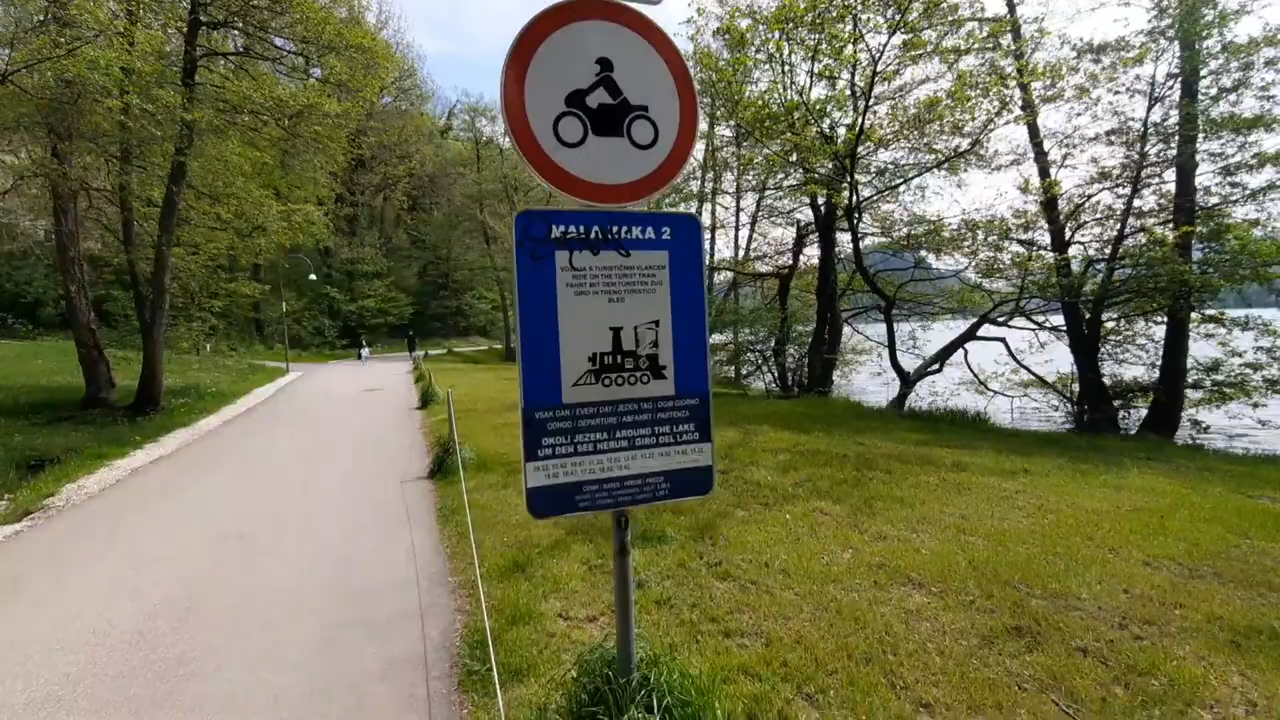 MALA ZAKA 2
VOŽNJA S TURISTIČNIM VLAKCEM
RIDE ON THE TURIST TRAIN
FAHRT MIT DEM TURISTEN ZUG
GIRO IN TRENO TURISTICO
BLED
VSAK DAN / EVERY DAY / JEDEN TAG / OGNI GIORNO
ODHOD / DEPARTURE / ABFAHRT / PARTENZA
OKOLI JEZERA / AROUND THE LAKE
UM DEN SEE HERUM / GIRO DEL LAGO